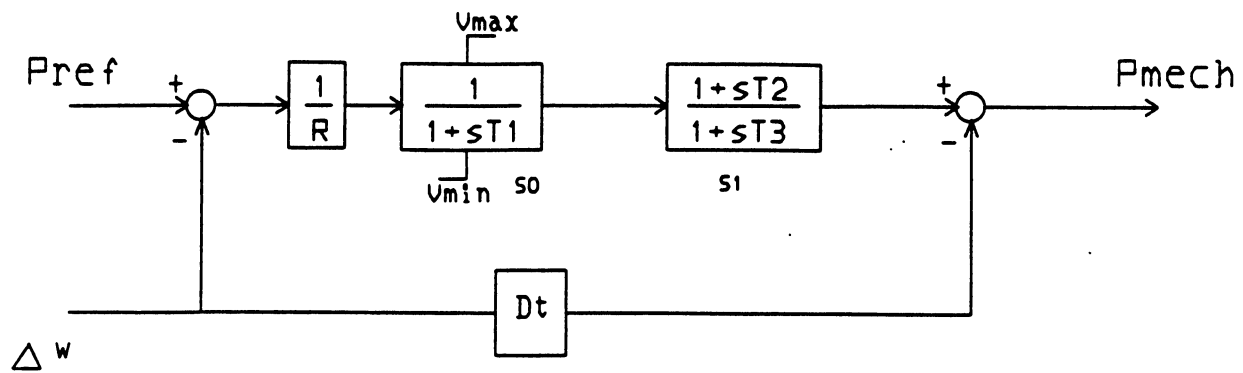 Vmax
Pref
+
-
1
R
1
1+sT1
Vmin
S0
1+sT2
1+sT3
S1
+
-
Pmech
Dt
△ W